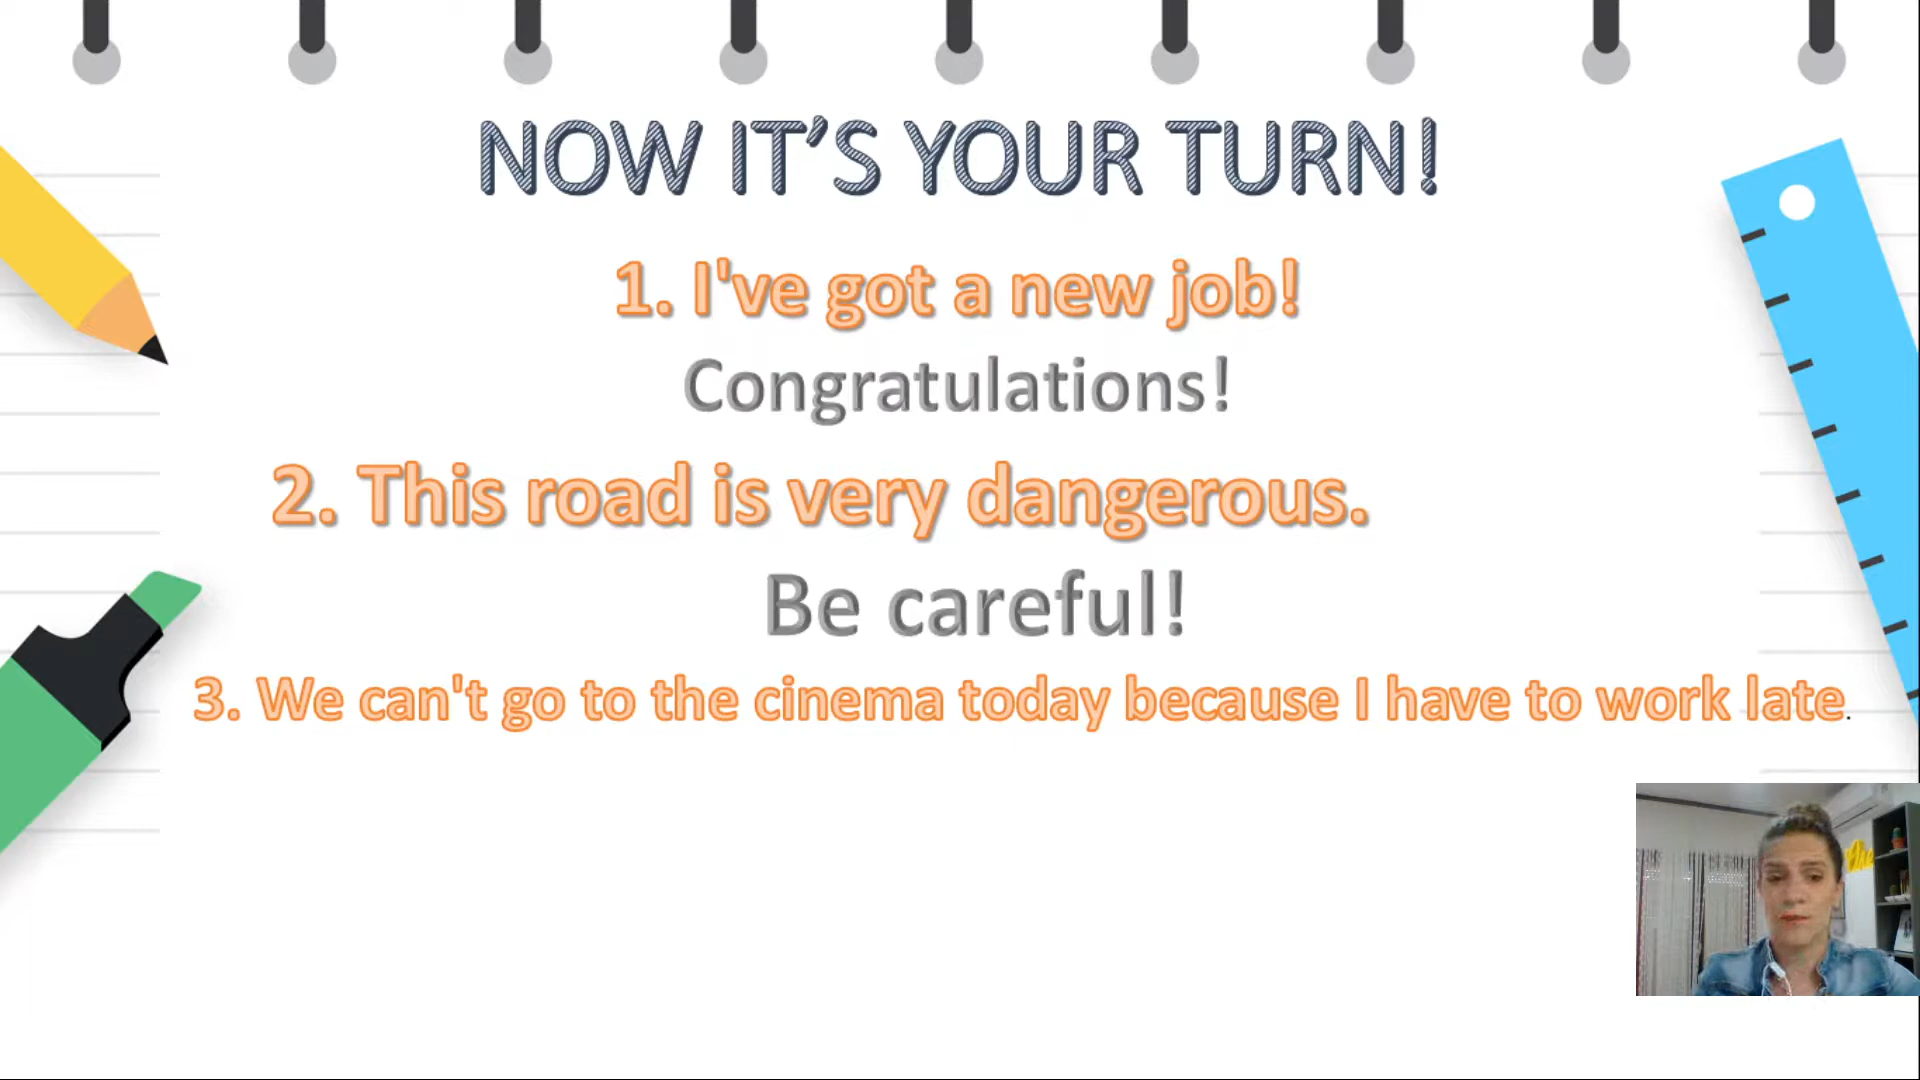 NOW IT’S YOUR TURN!
1. I've got a new job!
Congratulations!
2. This road is very dangerous.
Be careful!
3. We can't go to the cinema today because I have to work late.